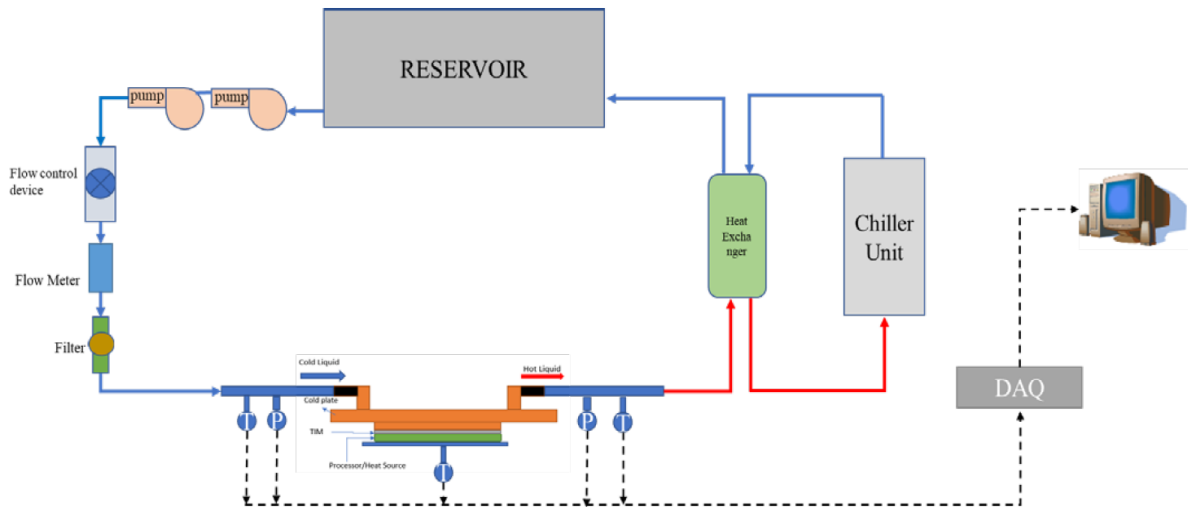 RESERVOIR
pump
pump
Flow control
device
Heat
Excha
nger
Chiller
Unit
Flow Meter
Filter
Cold Liquid
Hot Liquid
DAQ
T
P
Cold plate
P
T
TIM
Processor/Heat Source
T